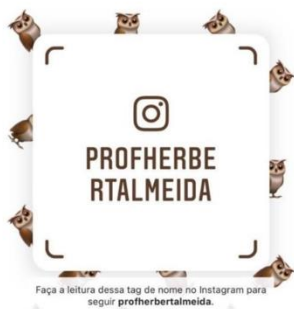 PROFHERBE
RTALMEIDA
Faça a leitura dessa tag de nome no Instagram para
seguir profherbertalmeida.